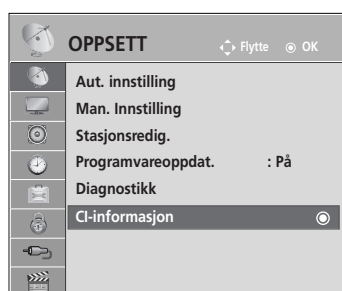 OPPSETT Flytte OK
Aut. innstilling
Man. Innstilling
Stasjonsredig.
Programvareoppdat. : På
Diagnostikk
CI-informasjon